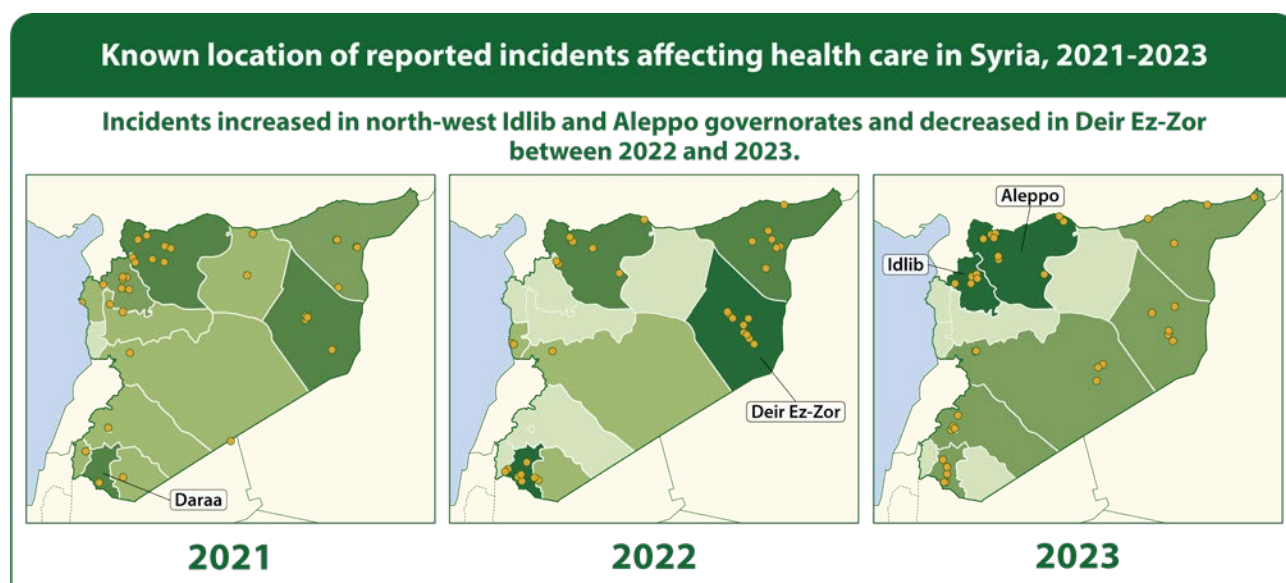 Known location of reported incidents affecting health care in Syria, 2021-2023
Incidents increased in north-west Idlib and Aleppo governorates and decreased in Deir Ez-Zor
between 2022 and 2023.
Daraa
2021
Deir Ez-Zor
2022
Aleppo
Idlib
2023